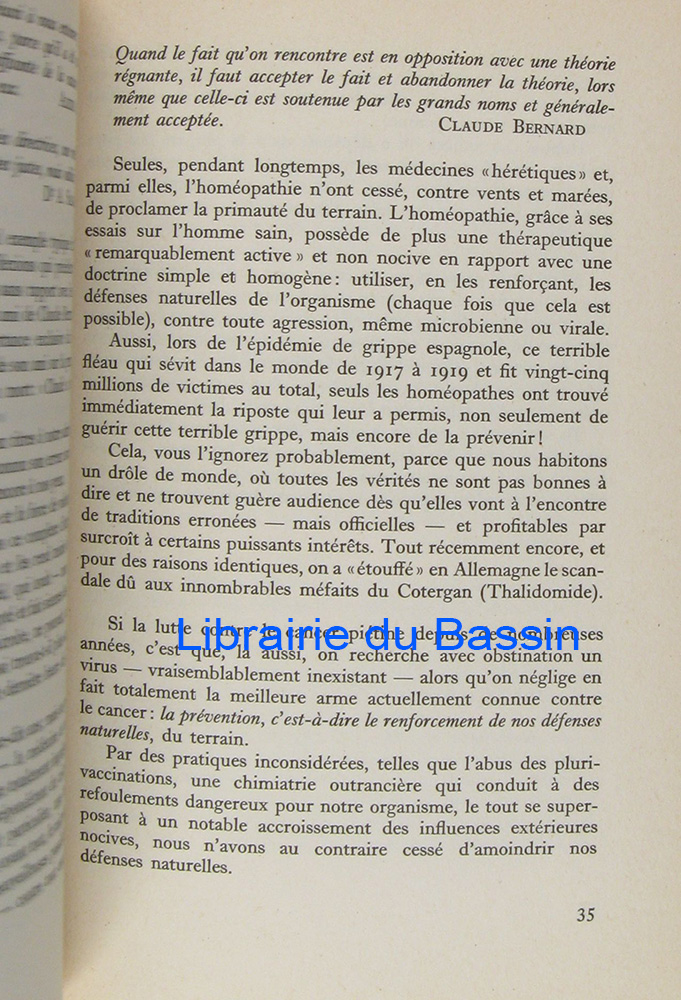 Quand le fait qu'on rencontre est en opposition avec une théorie
régnante, il faut accepter le fait et abandonner la théorie, lors
même que celle-ci est soutenue par les grands noms et générale-
ment acceptée. CLAUDE BERNARD
Seules, pendant longtemps, les médecines «hérétiques» et,
parmi elles, l'homéopathie n'ont cessé, contre vents et marées,
de proclamer la primauté du terrain. L'homéopathie, grâce à ses
essais sur l'homme sain, possède de plus une thérapeutique
«remarquablement active» et non nocive en rapport avec une
doctrine simple et homogène: utiliser, en les renforçant, les
défenses naturelles de l'organisme (chaque fois que cela est
possible), contre toute agression, même microbienne ou virale.
Aussi, lors de l'épidémie de grippe espagnole, ce terrible
fléau qui sévit dans le monde de 1917 à 1919 et fit vingt-cinq
millions de victimes au total, seuls les homéopathes ont trouvé
immédiatement la riposte qui leur a permis, non seulement de
guérir cette terrible grippe, mais encore de la prévenir!
Cela, vous l'ignorez probablement, parce que nous habitons
un drôle de monde, où toutes les vérités ne sont pas bonnes à
dire et ne trouvent guère audience dès qu'elles vont à l'encontre
de traditions erronées — mais officielles — et profitables par
surcroît à certains puissants intérêts. Tout récemment encore, et
pour des raisons identiques, on a «étouffé» en Allemagne le scan-
dale dû aux innombrables méfaits du Cotergan (Thalidomide).
Si la lutte contre le cancer piétine depuis de nombreuses
Librairie du Bassin
années, c'est que, là aussi, on recherche avec obstination un
virus — vraisemblablement inexistant — alors qu'on néglige en
fait totalement la meilleure arme actuellement connue contre
le cancer: la prévention, c'est-à-dire le renforcement de nos défenses
naturelles, du terrain.
Par des pratiques inconsidérées, telles que l'abus des pluri-
vaccinations, une chimiatrie outrancière qui conduit à des
refoulements dangereux pour notre organisme, le tout se super-
posant à un notable accroissement des influences extérieures
nocives, nous n'avons au contraire cessé d'amoindrir nos
défenses naturelles.
35